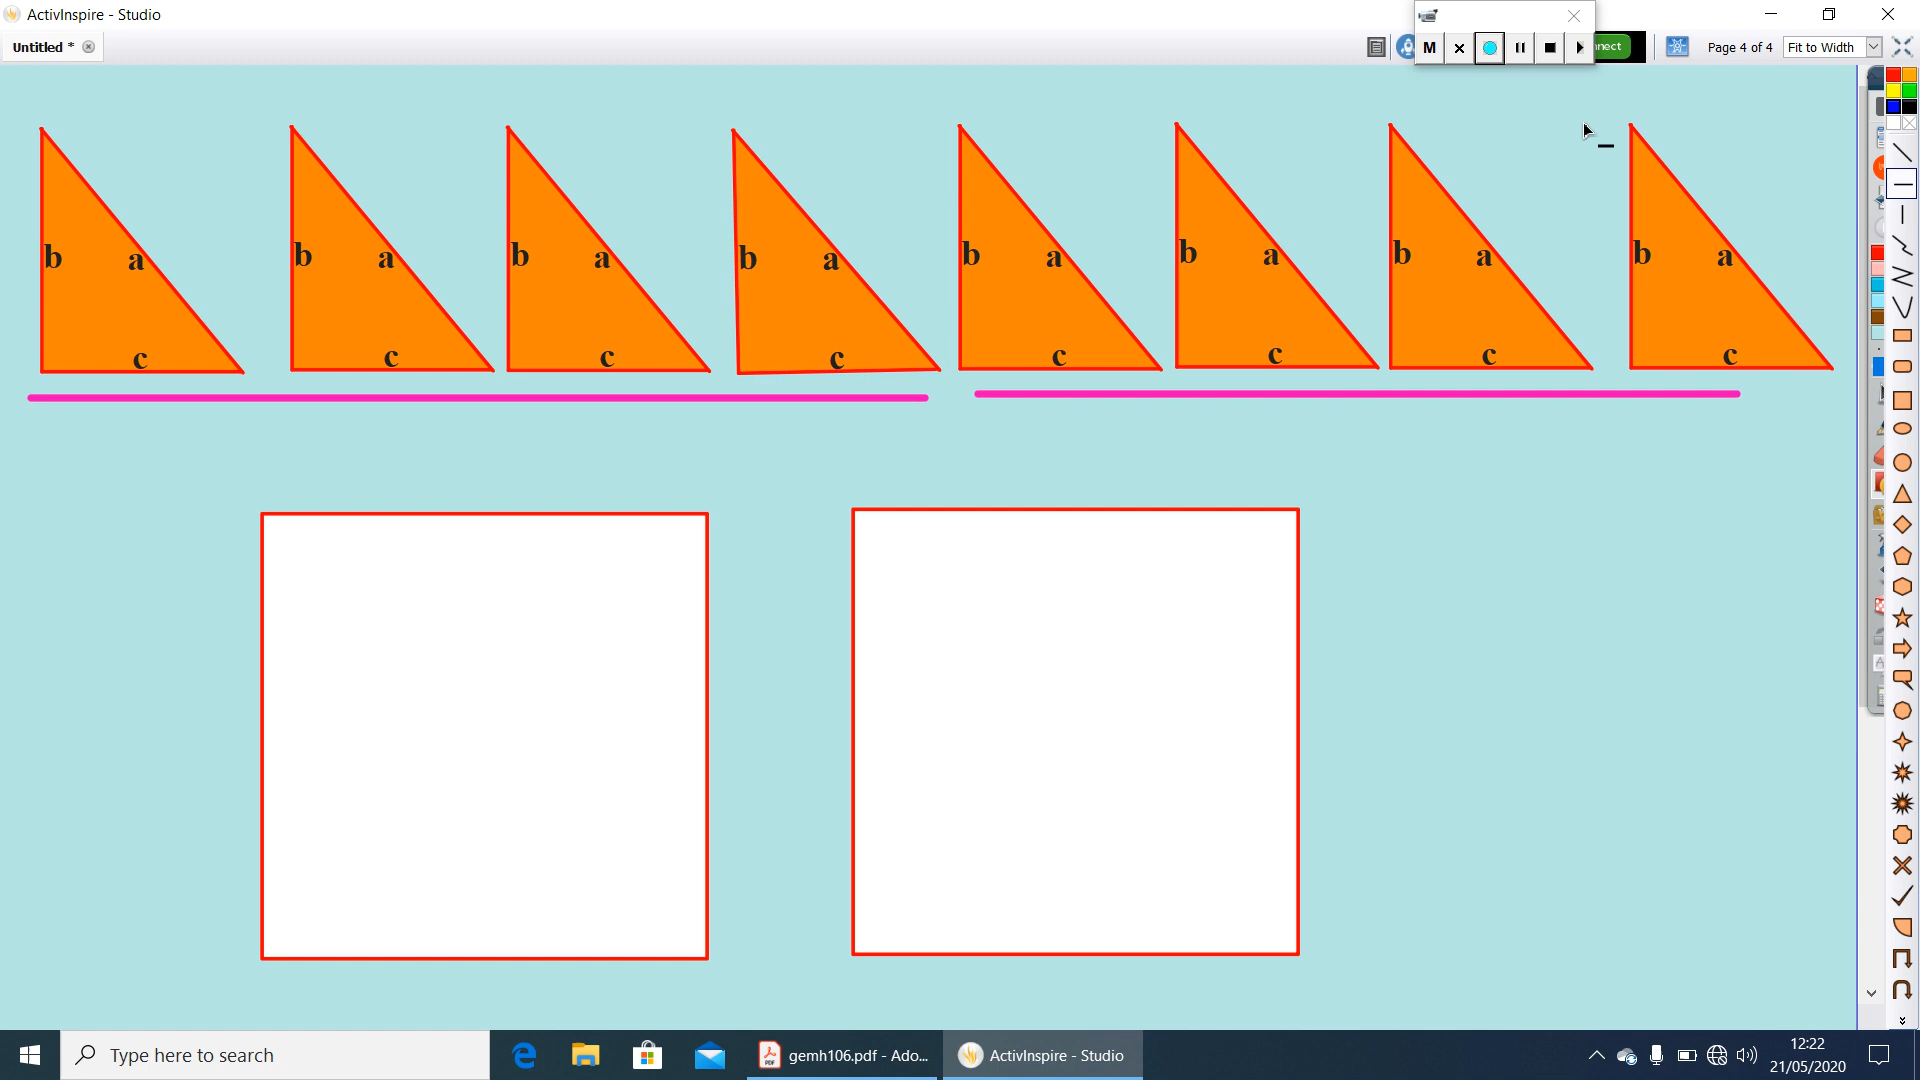 ActivInspire - Studio
Untitled *
M
nnect
Page 4 of 4
Fit to Width
b a c
b a c
b a c
b a c
b a c
b a c
b a c
b a c
Type here to search
gemh106.pdf - Ado...
ActivInspire - Studio
12:22
21/05/2020